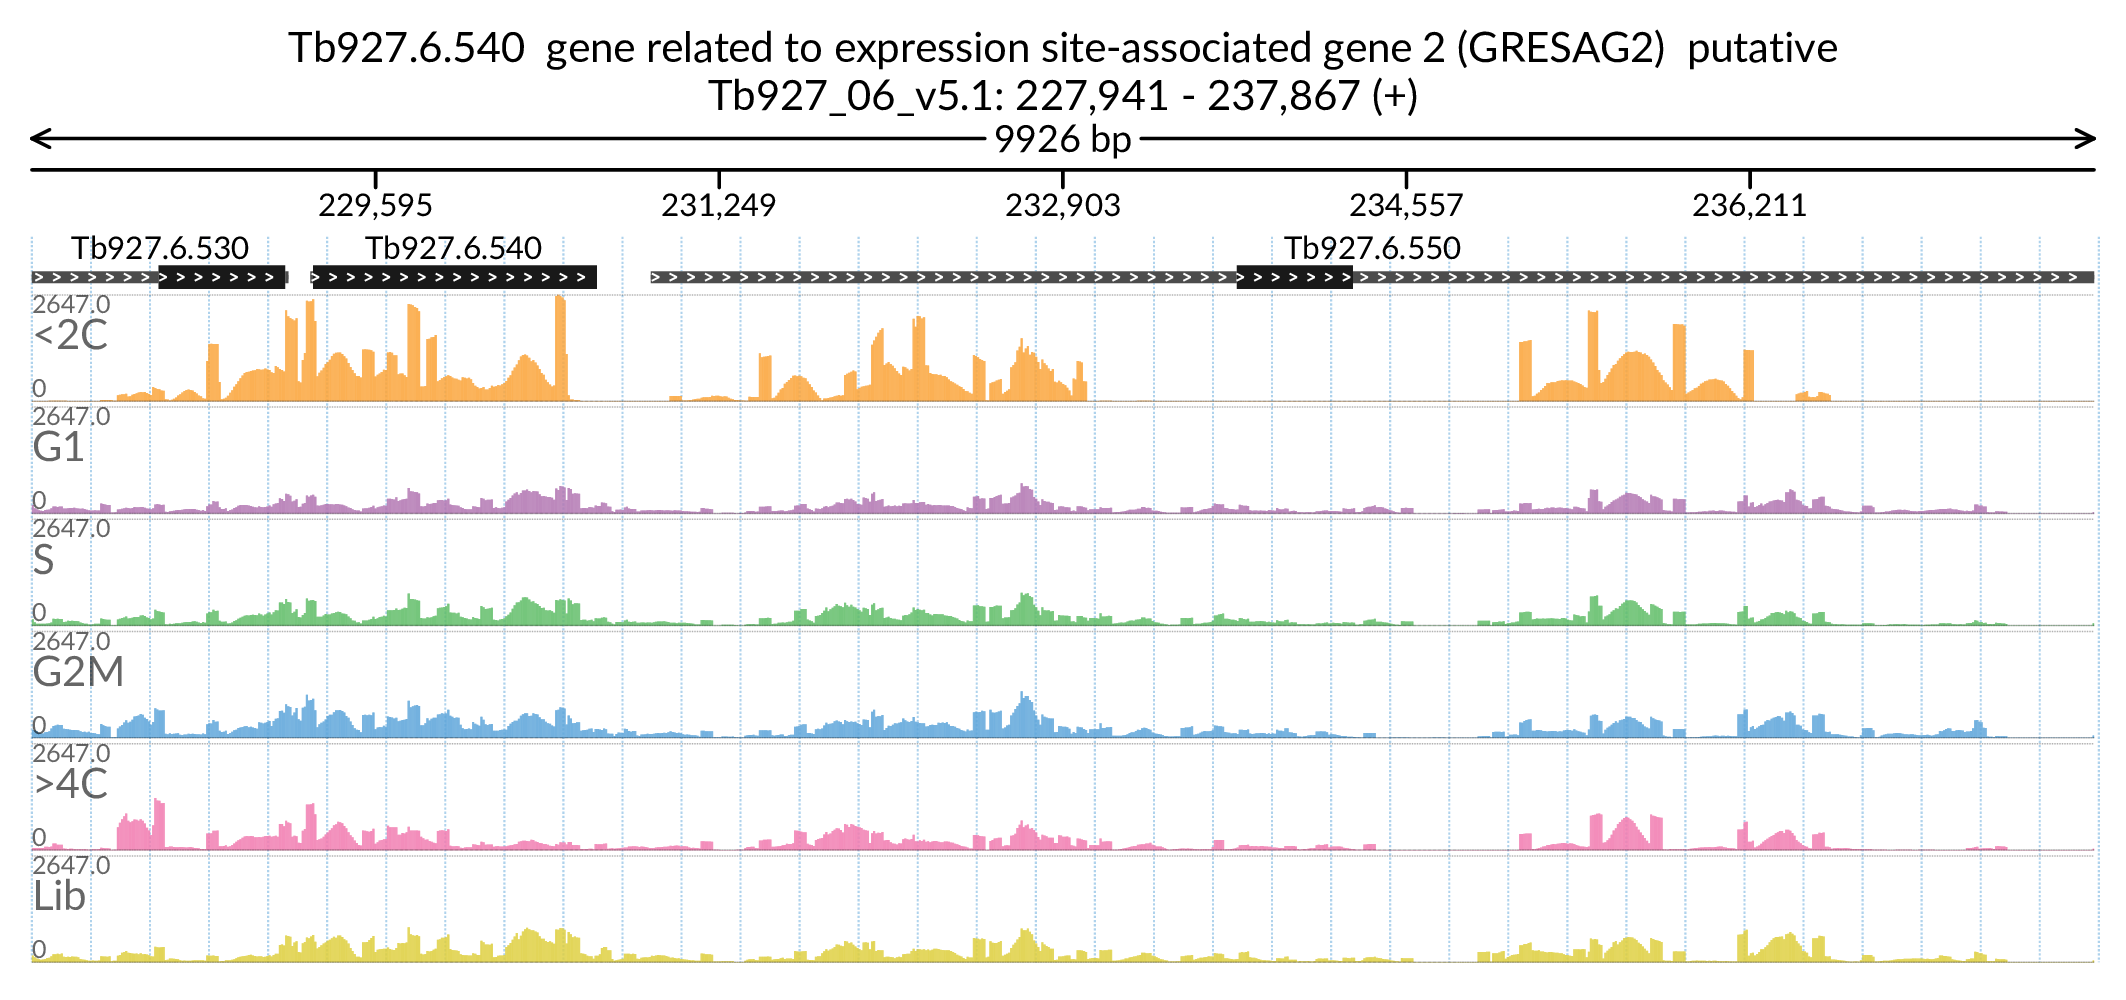 Tb927.6.540  gene related to expression site-associated gene 2 (GRESAG2)  putative
Tb927_06_v5.1: 227,941 - 237,867 (+)
9926 bp
229,595 231,249 232,903 234,557 236,211
Tb927.6.530 Tb927.6.540 Tb927.6.550
2647.0
<2C
0
2647.0
G1
0
2647.0
S
0
2647.0
G2M
0
2647.0
>4C
0
2647.0
Lib
0